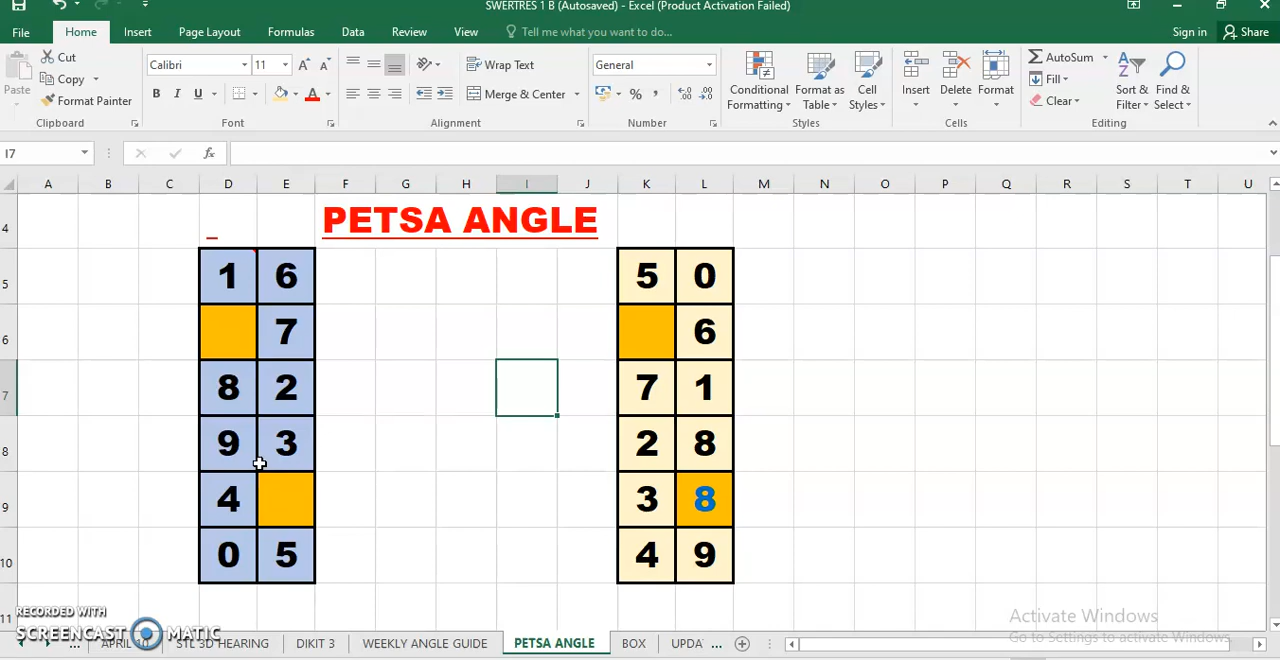 SWERTRES 1 B (Autosaved) - Excel (Product Activation Failed)
File Home Insert Page Layout Formulas Data Review View Tell me what you want to do... Sign in Share
Paste Cut Calibri 11 Wrap Text General Conditional Format as Cell Insert Delete Format AutoSum Sort & Find &
Copy Formatting Table Styles Fill Filter Select
Format Painter B I U Merge & Center % , Clear
Clipboard Font Alignment Number Styles Cells Editing
I7 fx
A B C D E F G H I J K L M N O P Q R S T U
4 PETSA ANGLE
5 1 6 5 0
6 7 6
7 8 2 7 1
8 9 3 2 8
9 4 3 8
10 0 5 4 9
11
RECORDED WITH
SCREENCAST MATIC
Activate Windows
Go to Settings to activate Windows.
... STL 3D HEARING DIKIT 3 WEEKLY ANGLE GUIDE PETSA ANGLE BOX UPDA ...